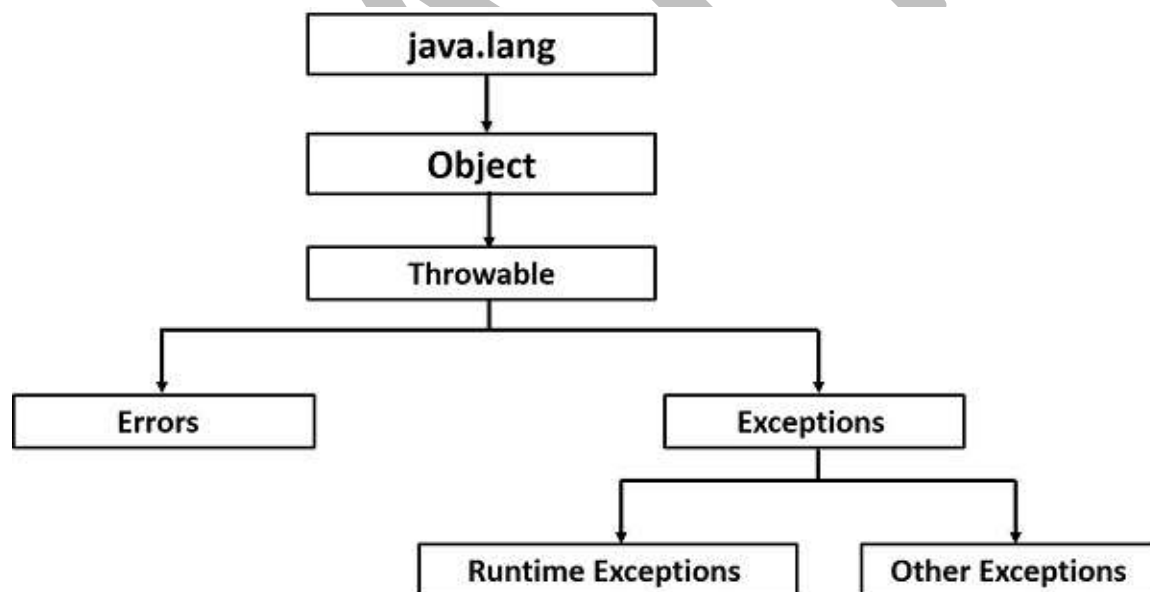 java.lang
Object
Throwable
Errors
Exceptions
Runtime Exceptions
Other Exceptions